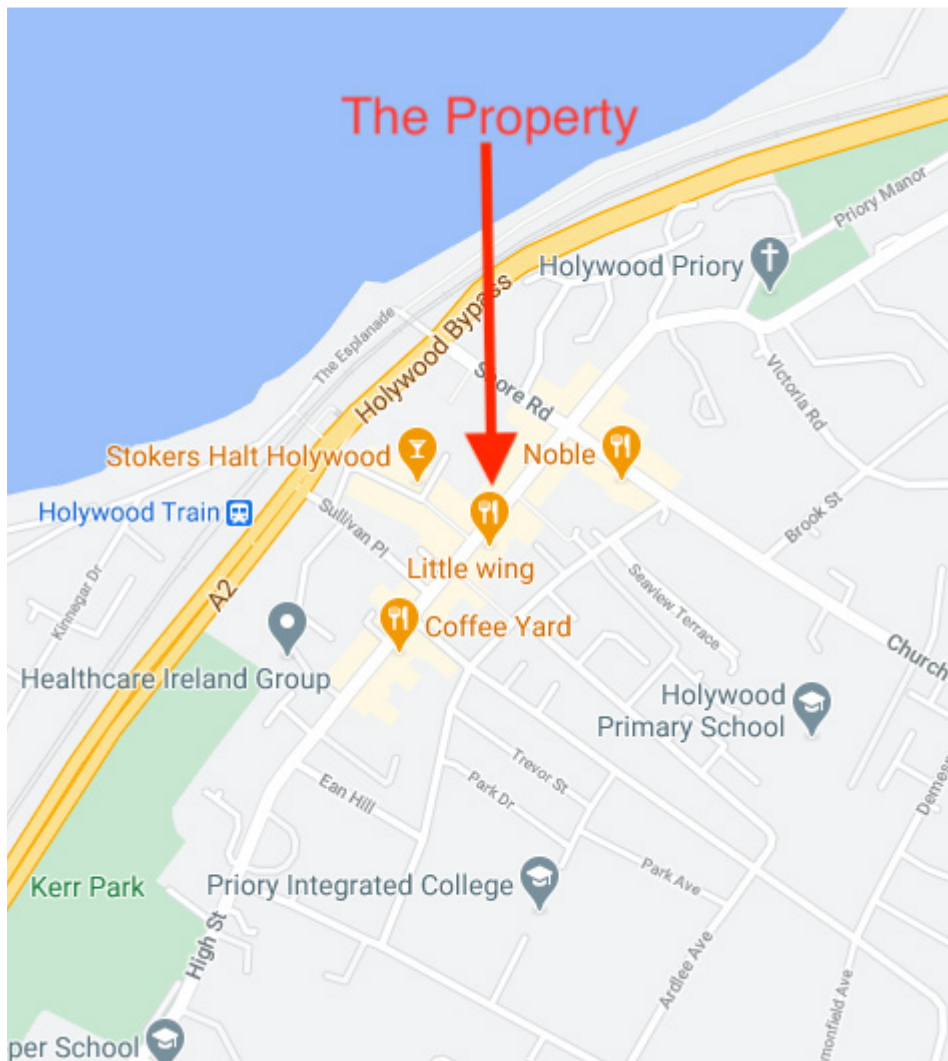 The Property
Priory Manor
Holywood Priory
Holywood Bypass
The Esplanade
Shore Rd
Victoria Rd
Stokers Halt Holywood
Noble
Holywood Train
Sullivan Pl
Brook St
Little wing
Seaview Terrace
Kinnegar Dr
A2
Coffee Yard
Church
Healthcare Ireland Group
Holywood
Primary School
Trevor St
Park Dr
Ean Hill
Demesn
Park Ave
Kerr Park
Priory Integrated College
High St
Ardlee Ave
monfield Ave
per School